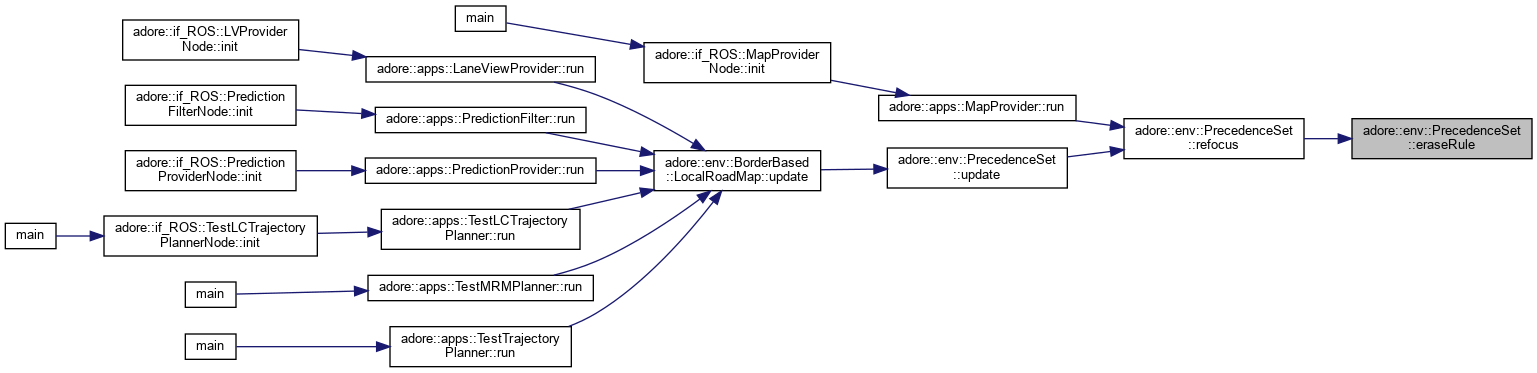 main
adore::if_ROS::LVProvider
Node::init
adore::if_ROS::MapProvider
Node::init
adore::apps::LaneViewProvider::run
adore::if_ROS::Prediction
FilterNode::init
adore::apps::MapProvider::run
adore::apps::PredictionFilter::run
adore::env::PrecedenceSet
::refocus
adore::env::PrecedenceSet
::eraseRule
adore::if_ROS::Prediction
ProviderNode::init
adore::apps::PredictionProvider::run
adore::env::BorderBased
::LocalRoadMap::update
adore::env::PrecedenceSet
::update
main
adore::if_ROS::TestLCTrajectory
PlannerNode::init
adore::apps::TestLCTrajectory
Planner::run
main
adore::apps::TestMRMPlanner::run
main
adore::apps::TestTrajectory
Planner::run